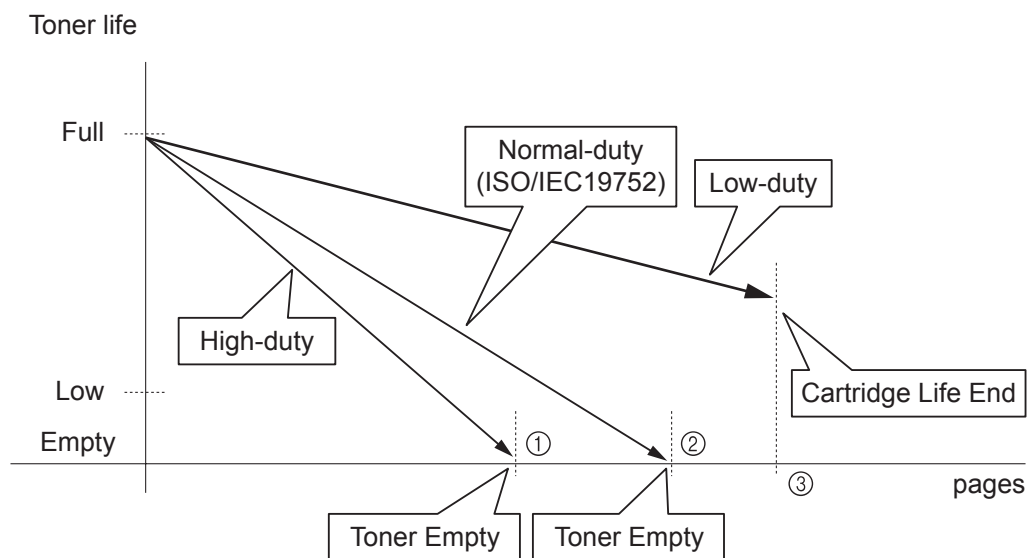 Toner life
Full
Normal-duty
(ISO/IEC19752)
Low-duty
High-duty
Low
Cartridge Life End
Empty
①
②
③
pages
Toner Empty
Toner Empty